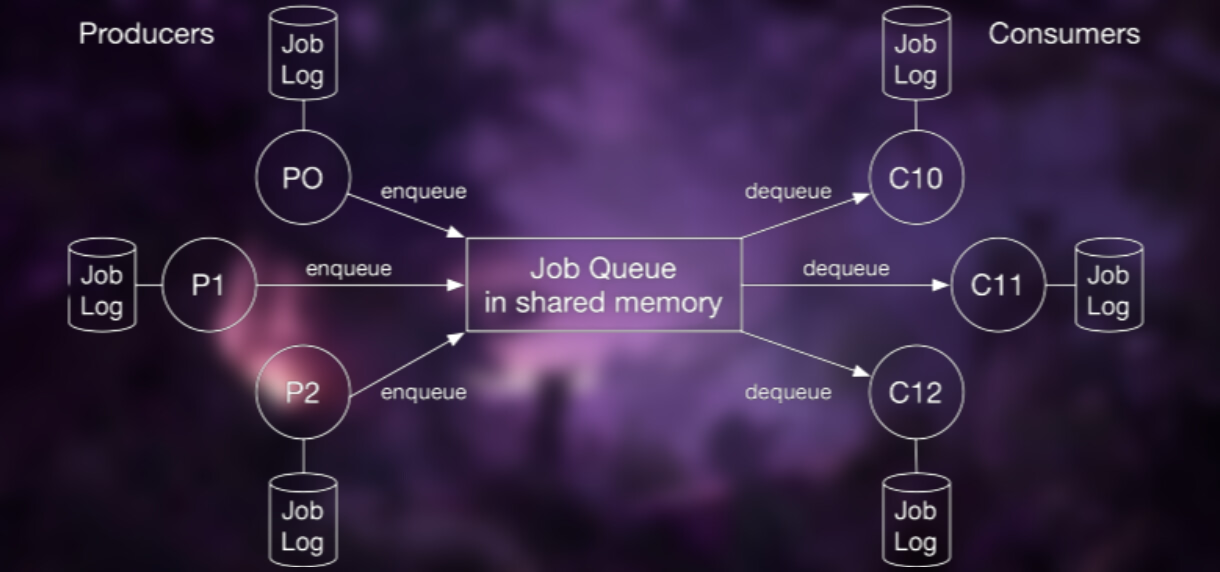 Producers
Job
Log
Job
Log
Consumers
PO
enqueue
dequeue
C10
Job
Log
P1
enqueue
Job Queue
in shared memory
dequeue
C11
Job
Log
P2
enqueue
dequeue
C12
Job
Log
Job
Log